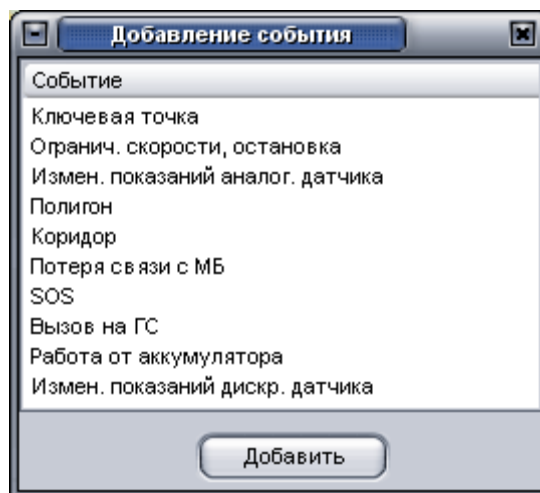 Добавление события
Событие
Ключевая точка
Огранич. скорости, остановка
Измен. показаний аналог. датчика
Полигон
Коридор
Потеря связи с МБ
SOS
Вызов на ГС
Работа от аккумулятора
Измен. показаний дискр. датчика
Добавить